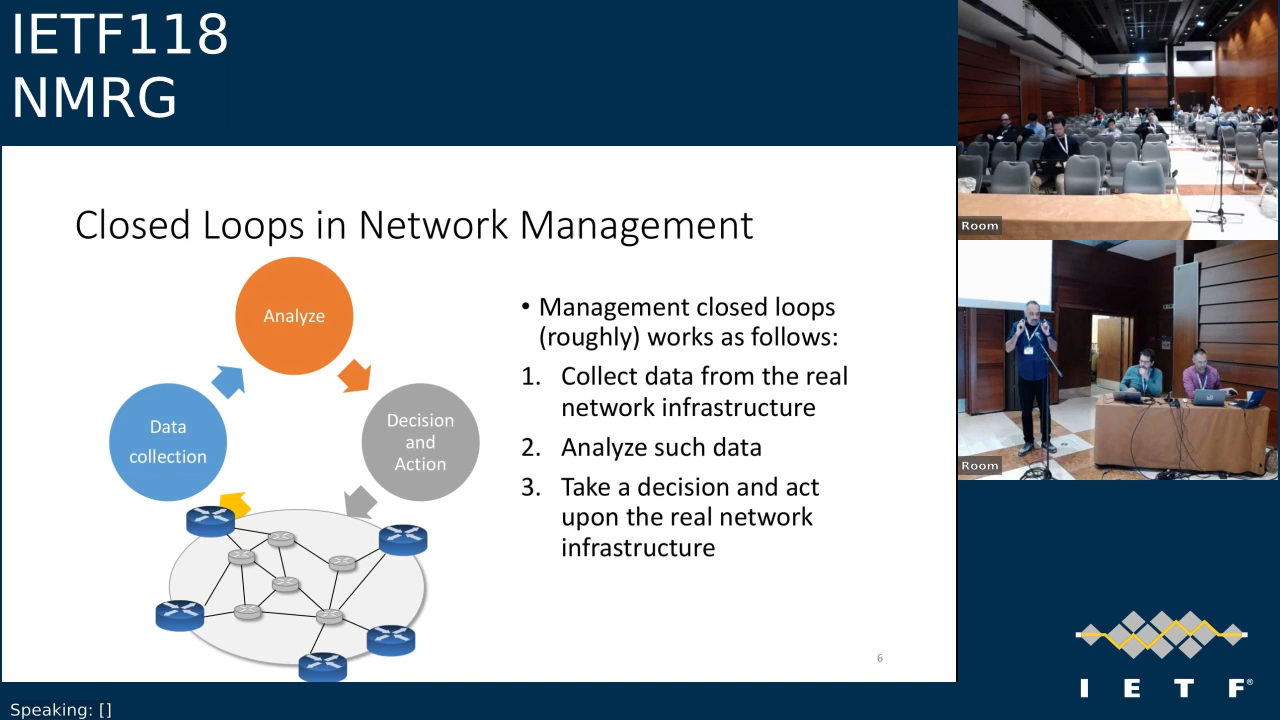 IETF118
NMRG
Closed Loops in Network Management
Analyze
Data
collection
Decision
and
Action
• Management closed loops
(roughly) works as follows:
1. Collect data from the real
network infrastructure
2. Analyze such data
3. Take a decision and act
upon the real network
infrastructure
6
Room
Room
I E T F®
Speaking: []